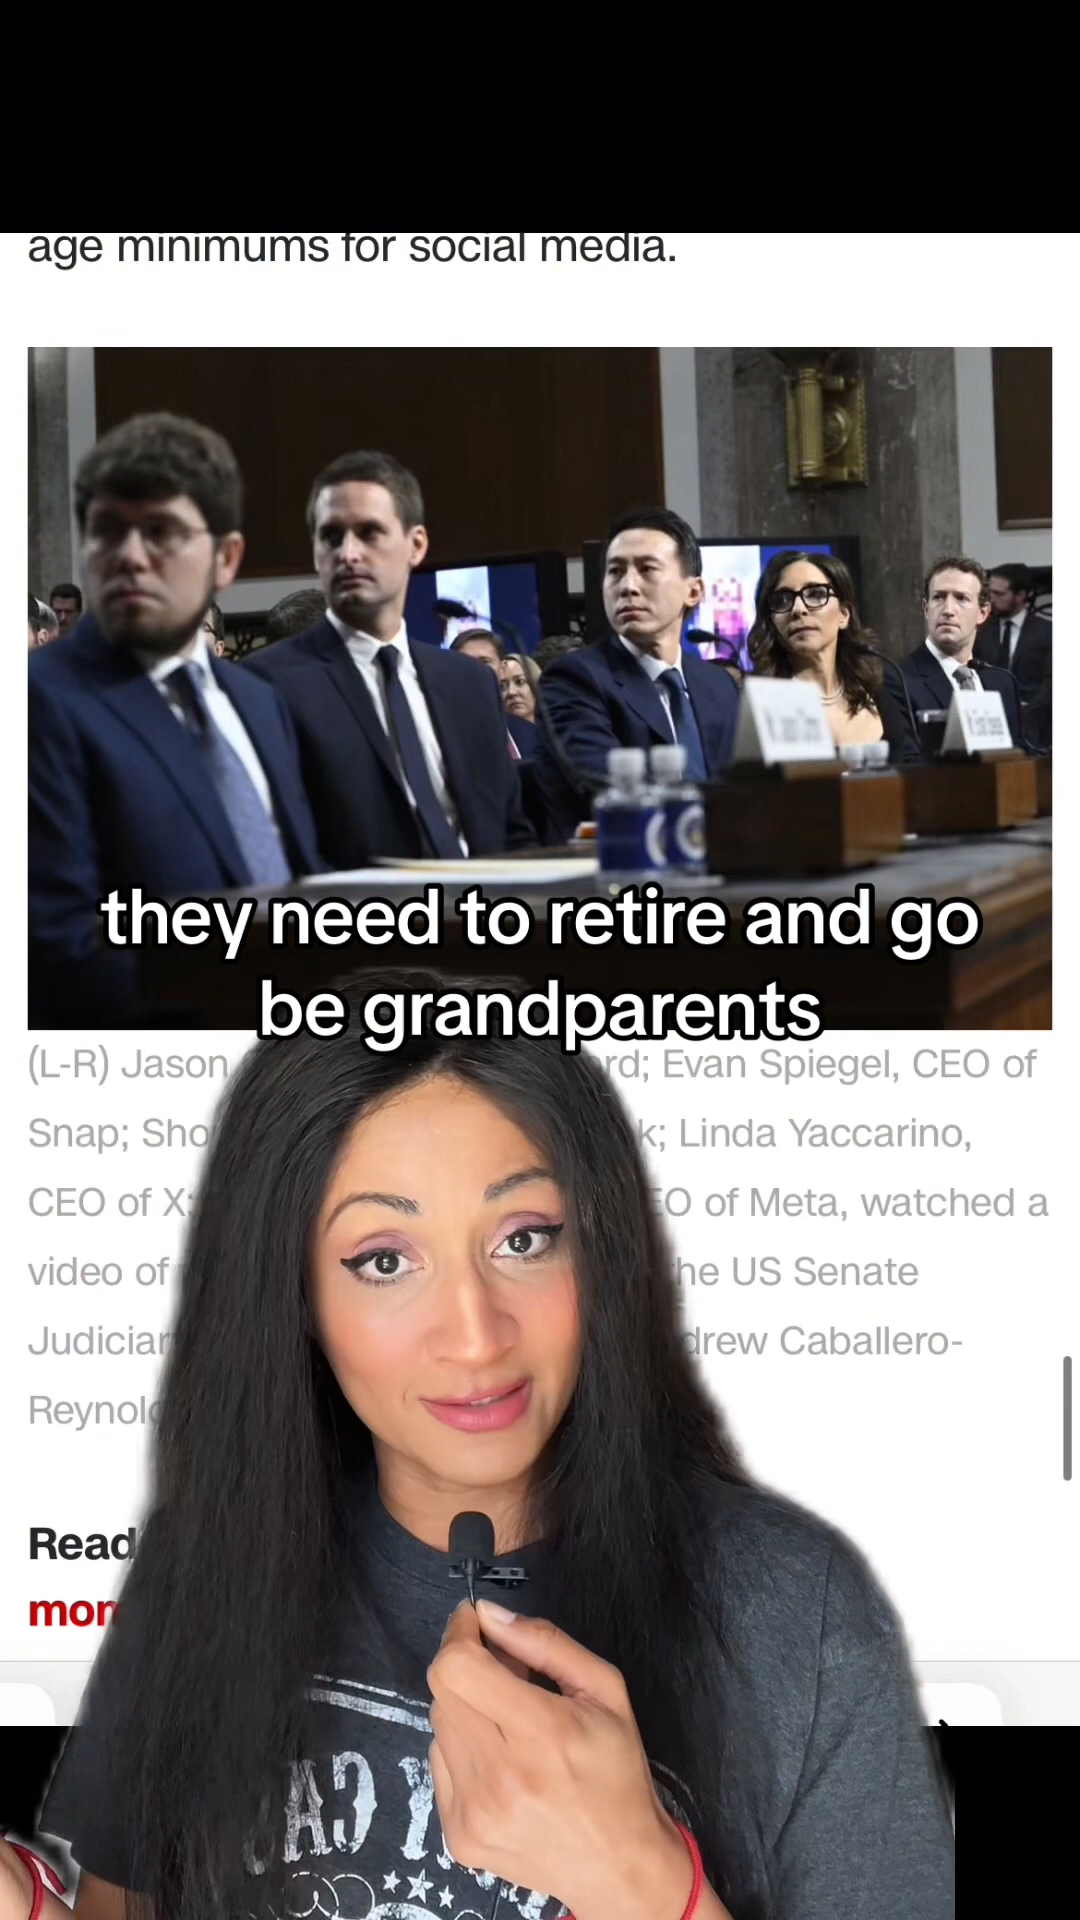 age minimums for social media.
they need to retire and go
be grandparents
(L-R) Jason rd; Evan Spiegel, CEO of
Snap; Sho k; Linda Yaccarino,
CEO of X; EO of Meta, watched a
video of he US Senate
Judiciar drew Caballero-
Reynol
Read
mor